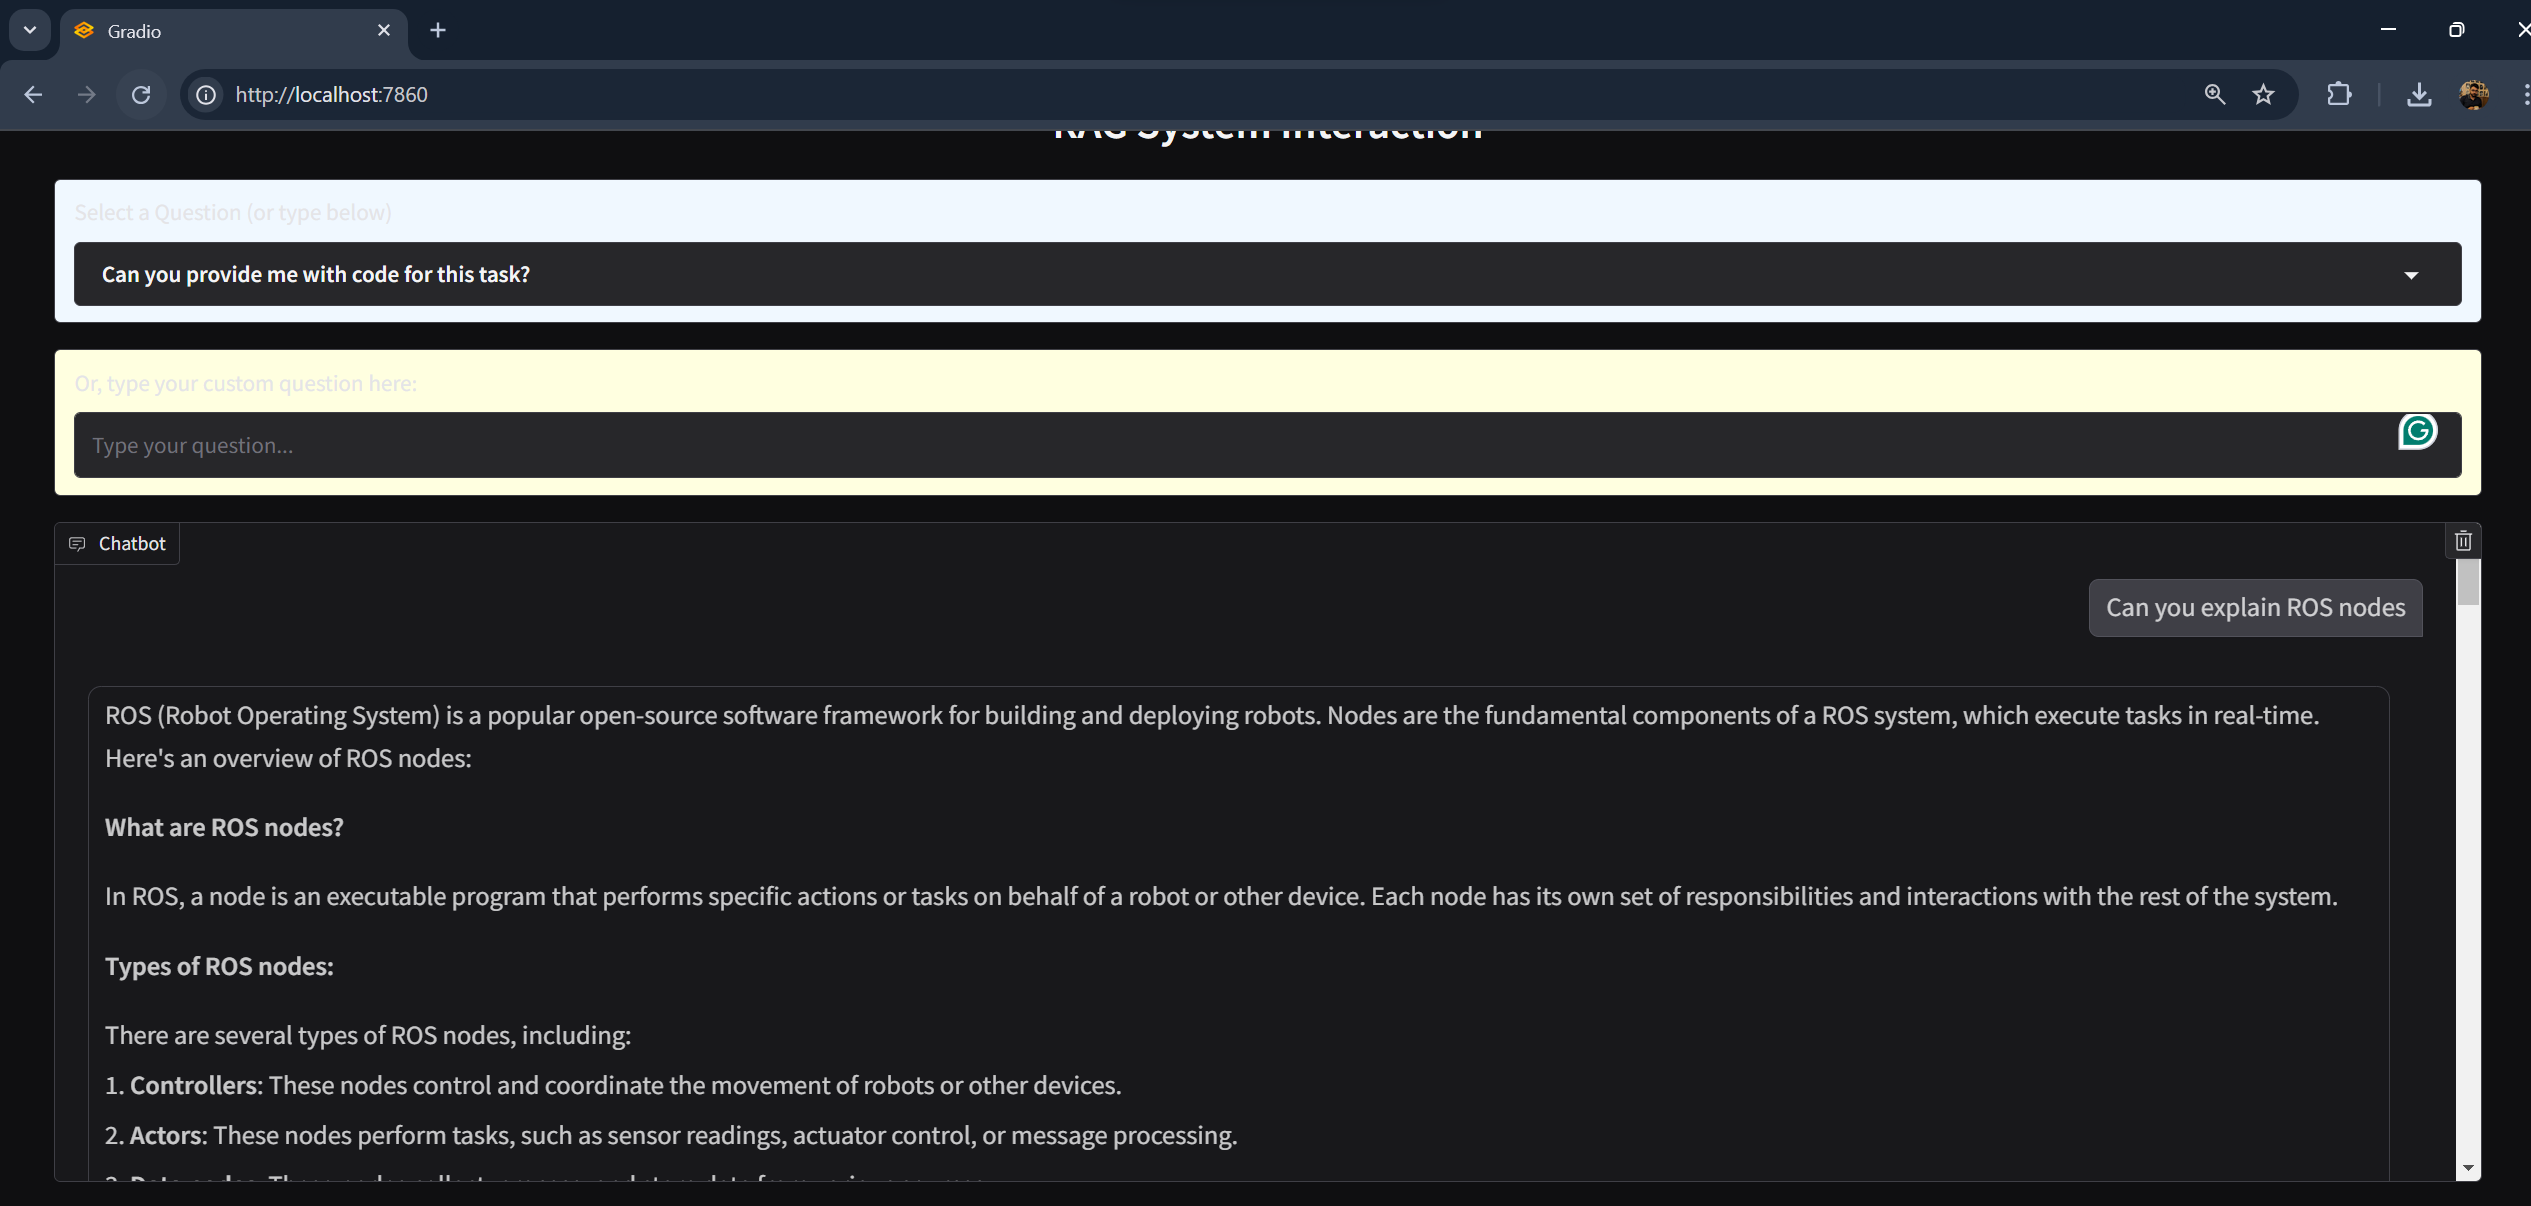 Gradio
http://localhost:7860
RAG System Interaction
Select a Question (or type below)
Can you provide me with code for this task?
Or, type your custom question here:
Type your question...
Chatbot
Can you explain ROS nodes
ROS (Robot Operating System) is a popular open-source software framework for building and deploying robots. Nodes are the fundamental components of a ROS system, which execute tasks in real-time.
Here's an overview of ROS nodes:
What are ROS nodes?
In ROS, a node is an executable program that performs specific actions or tasks on behalf of a robot or other device. Each node has its own set of responsibilities and interactions with the rest of the system.
Types of ROS nodes:
There are several types of ROS nodes, including:
1. Controllers: These nodes control and coordinate the movement of robots or other devices.
2. Actors: These nodes perform tasks, such as sensor readings, actuator control, or message processing.